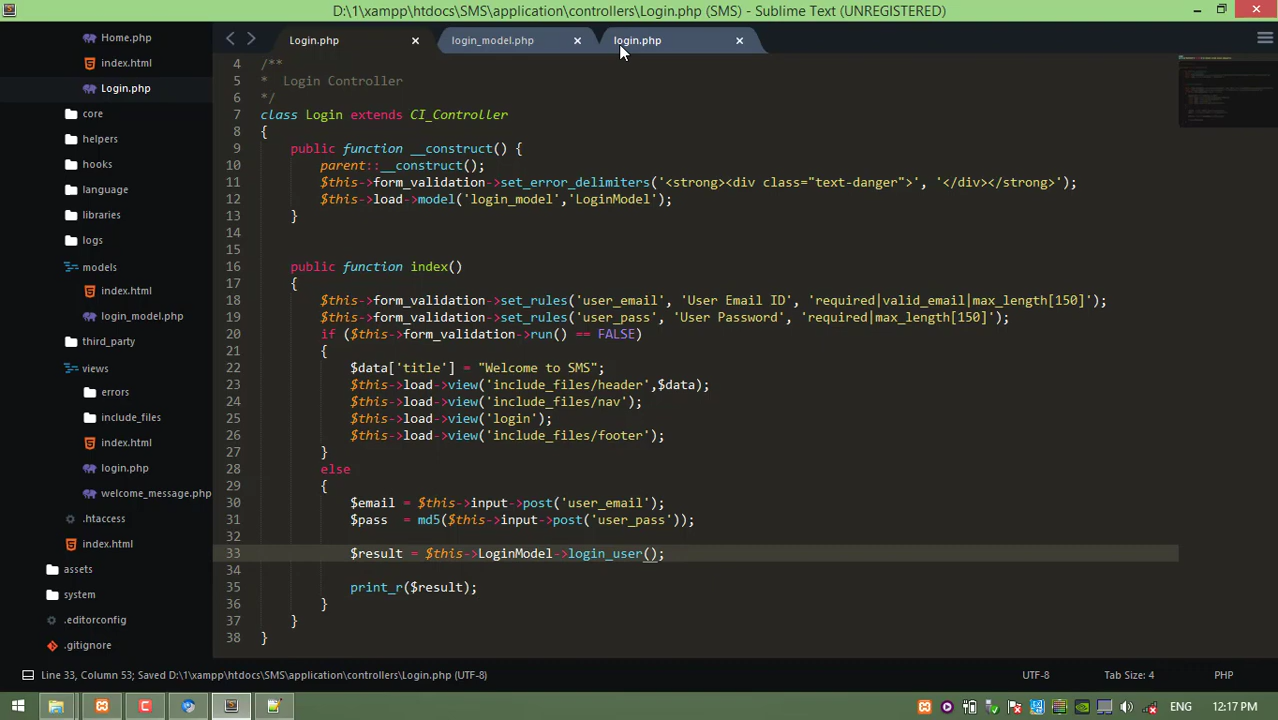 D:\1\xampp\htdocs\SMS\application\controllers\Login.php (SMS) - Sublime Text (UNREGISTERED)
Home.php
index.html
Login.php
core
helpers
hooks
language
libraries
logs
models
index.html
login_model.php
third_party
views
errors
include_files
index.html
login.php
welcome_message.php
.htaccess
index.html
assets
system
.editorconfig
.gitignore
Login.php
login_model.php
login.php
4 /**
5 *  Login Controller
6 */
7 class Login extends CI_Controller
8 {
9     public function __construct() {
10         parent::__construct();
11         $this->form_validation->set_error_delimiters('<strong><div class="text-danger">', '</div></strong>');
12         $this->load->model('login_model','LoginModel');
13     }
14
15
16     public function index()
17     {
18         $this->form_validation->set_rules('user_email', 'User Email ID', 'required|valid_email|max_length[150]');
19         $this->form_validation->set_rules('user_pass', 'User Password', 'required|max_length[150]');
20         if ($this->form_validation->run() == FALSE)
21         {
22             $data['title'] = "Welcome to SMS";
23             $this->load->view('include_files/header',$data);
24             $this->load->view('include_files/nav');
25             $this->load->view('login');
26             $this->load->view('include_files/footer');
27         }
28         else
29         {
30             $email = $this->input->post('user_email');
31             $pass  = md5($this->input->post('user_pass'));
32
33             $result = $this->LoginModel->login_user();
34
35             print_r($result);
36         }
37     }
38 }
Line 33, Column 53; Saved D:\1\xampp\htdocs\SMS\application\controllers\Login.php (UTF-8)
UTF-8
Tab Size: 4
PHP
ENG
12:17 PM